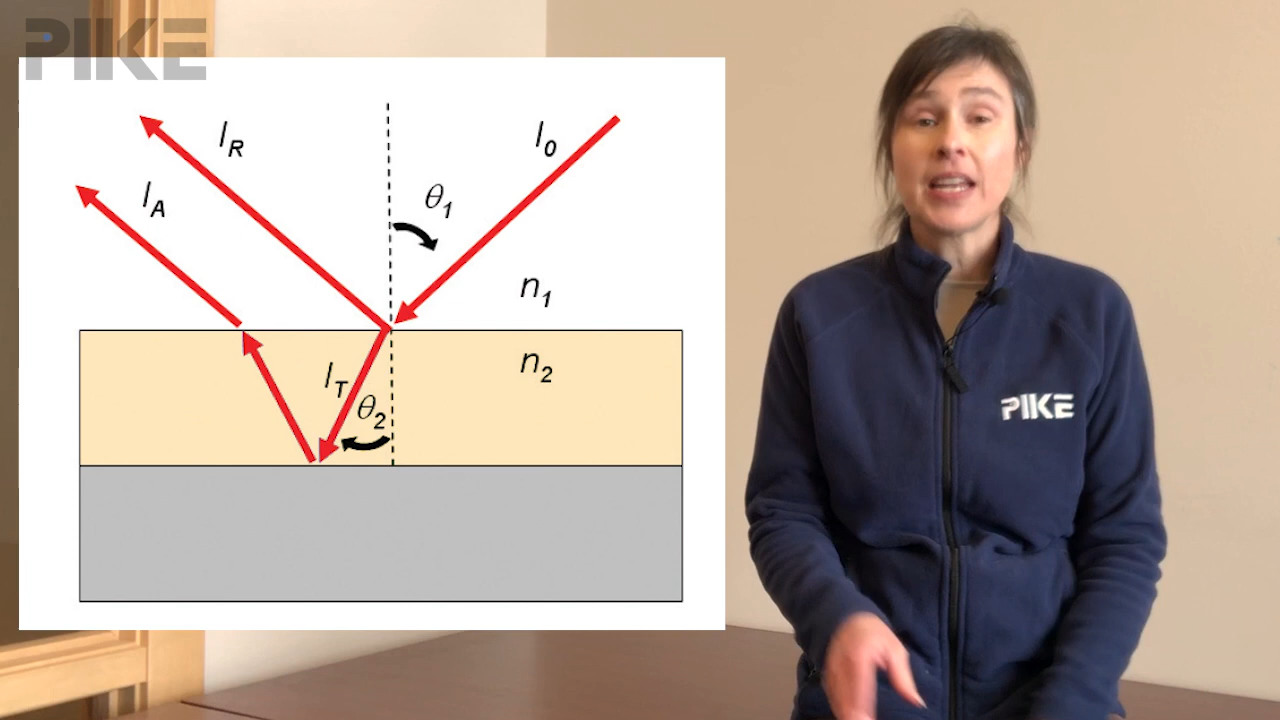 PIKE
I_R
I_0
I_A
θ_1
n_1
n_2
I_T
θ_2
PIKE